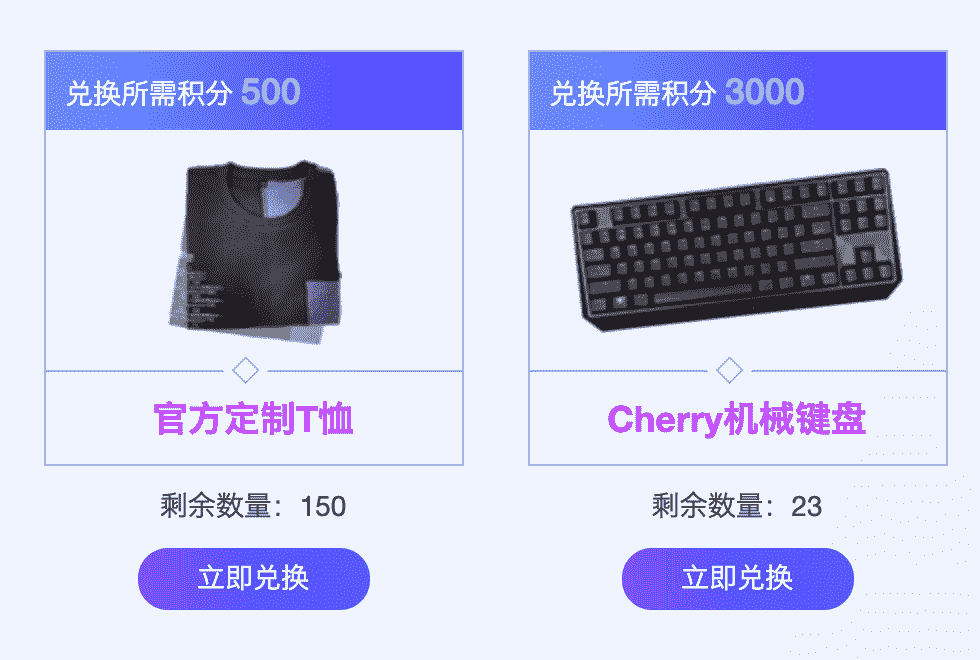 兑换所需积分 500
官方定制T恤
剩余数量：150
立即兑换
兑换所需积分 3000
Cherry机械键盘
剩余数量：23
立即兑换